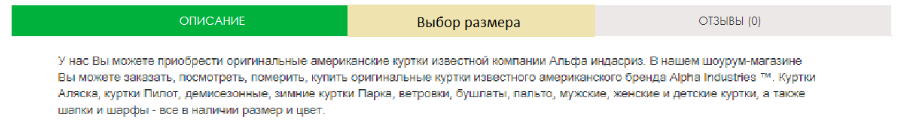 ОПИСАНИЕ Выбор размера ОТЗЫВЫ (0)
У нас Вы можете приобрести оригинальные американские куртки известной компании Альфа индасриз. В нашем шоурум-магазине
Вы можете заказать, посмотреть, померить, купить оригинальные куртки известного американского бренда Alpha Industries ™. Куртки
Аляска, куртки Пилот, демисезонные, зимние куртки Парка, ветровки, бушлаты, пальто, мужские, женские и детские куртки, а также
шапки и шарфы - все в наличии размер и цвет.